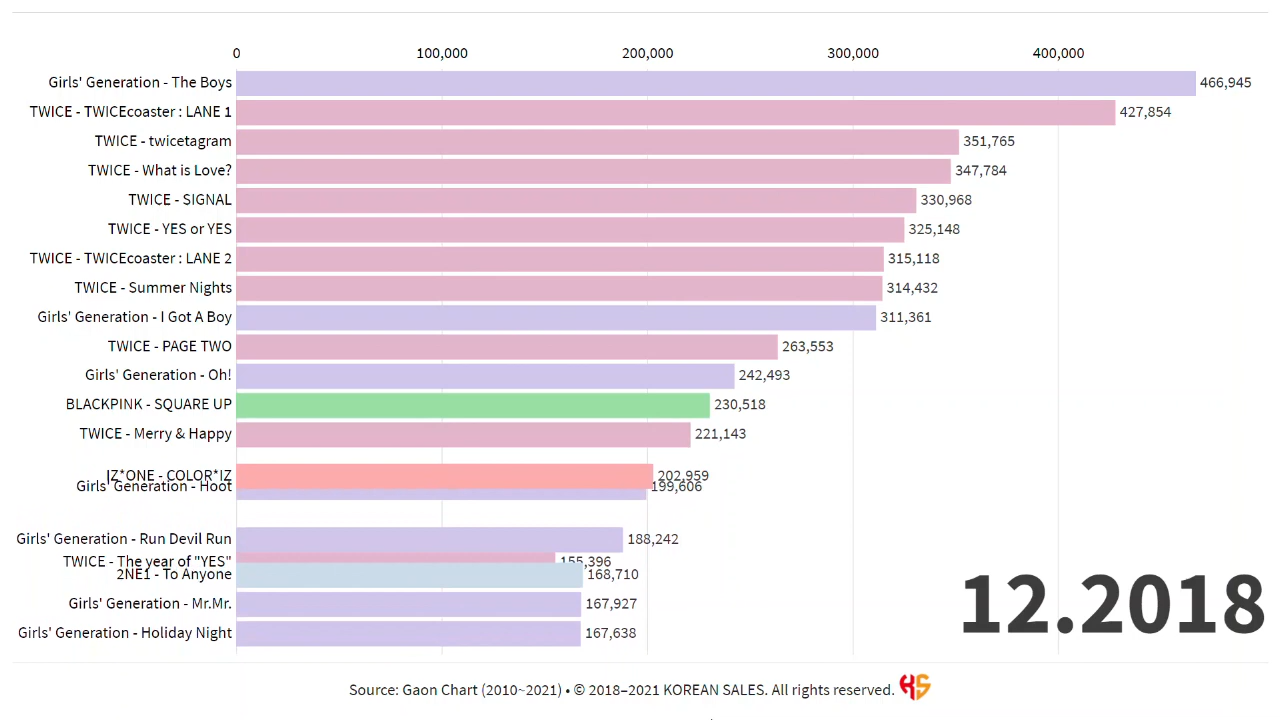 0 100,000 200,000 300,000 400,000
Girls' Generation - The Boys 466,945
TWICE - TWICEcoaster : LANE 1 427,854
TWICE - twicetagram 351,765
TWICE - What is Love? 347,784
TWICE - SIGNAL 330,968
TWICE - YES or YES 325,148
TWICE - TWICEcoaster : LANE 2 315,118
TWICE - Summer Nights 314,432
Girls' Generation - I Got A Boy 311,361
TWICE - PAGE TWO 263,553
Girls' Generation - Oh! 242,493
BLACKPINK - SQUARE UP 230,518
TWICE - Merry & Happy 221,143
IZ*ONE - COLOR*IZ 202,959
Girls' Generation - Hoot 199,606
Girls' Generation - Run Devil Run 188,242
TWICE - The year of "YES" 155,396
2NE1 - To Anyone 168,710
Girls' Generation - Mr.Mr. 167,927
Girls' Generation - Holiday Night 167,638
12.2018
Source: Gaon Chart (2010~2021) • © 2018–2021 KOREAN SALES. All rights reserved. KS